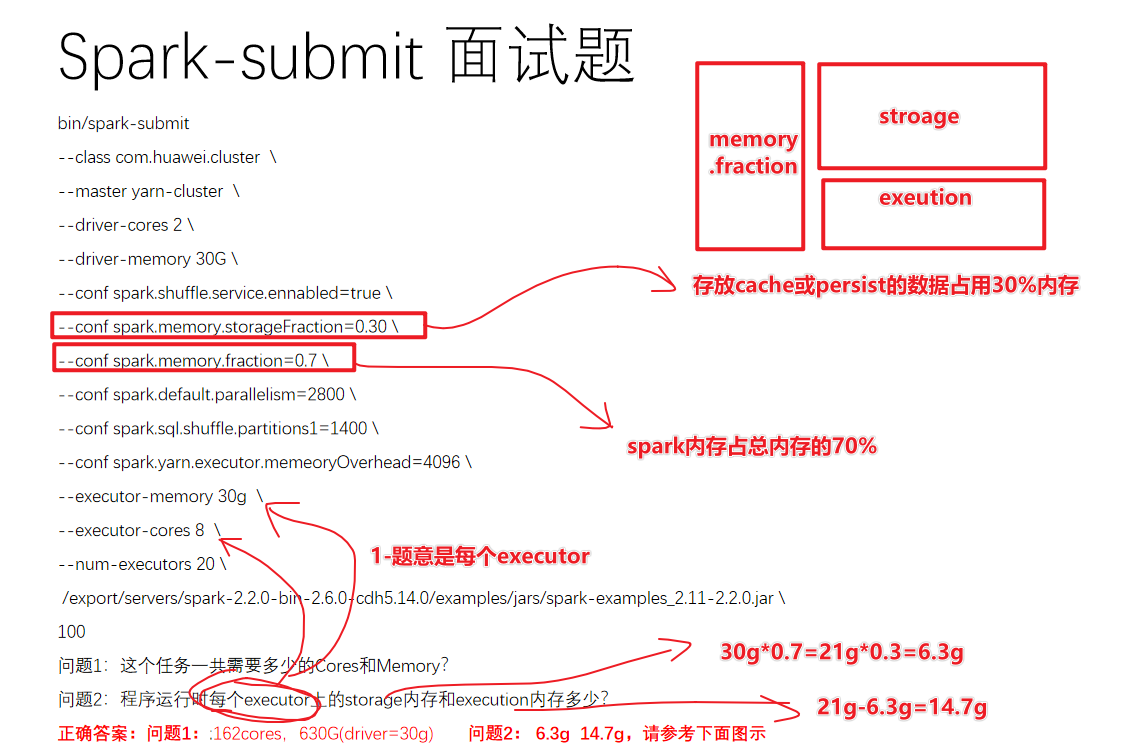 Spark-submit 面试题
bin/spark-submit
--class com.huawei.cluster \
--master yarn-cluster \
--driver-cores 2 \
--driver-memory 30G \
--conf spark.shuffle.service.ennabled=true \
--conf spark.memory.storageFraction=0.30 \
--conf spark.memory.fraction=0.7 \
--conf spark.default.parallelism=2800 \
--conf spark.sql.shuffle.partitions1=1400 \
--conf spark.yarn.executor.memeoryOverhead=4096 \
--executor-memory 30g \
--executor-cores 8 \
--num-executors 20 \
/export/servers/spark-2.2.0-bin-2.6.0-cdh5.14.0/examples/jars/spark-examples_2.11-2.2.0.jar \
100
问题1：这个任务一共需要多少的Cores和Memory？
问题2：程序运行时每个executor上的storage内存和execution内存多少？
正确答案：问题1：:162cores，630G(driver=30g) 问题2： 6.3g 14.7g，请参考下面图示
memory
.fraction
stroage
exeution
存放cache或persist的数据占用30%内存
spark内存占总内存的70%
1-题意是每个executor
30g*0.7=21g*0.3=6.3g
21g-6.3g=14.7g